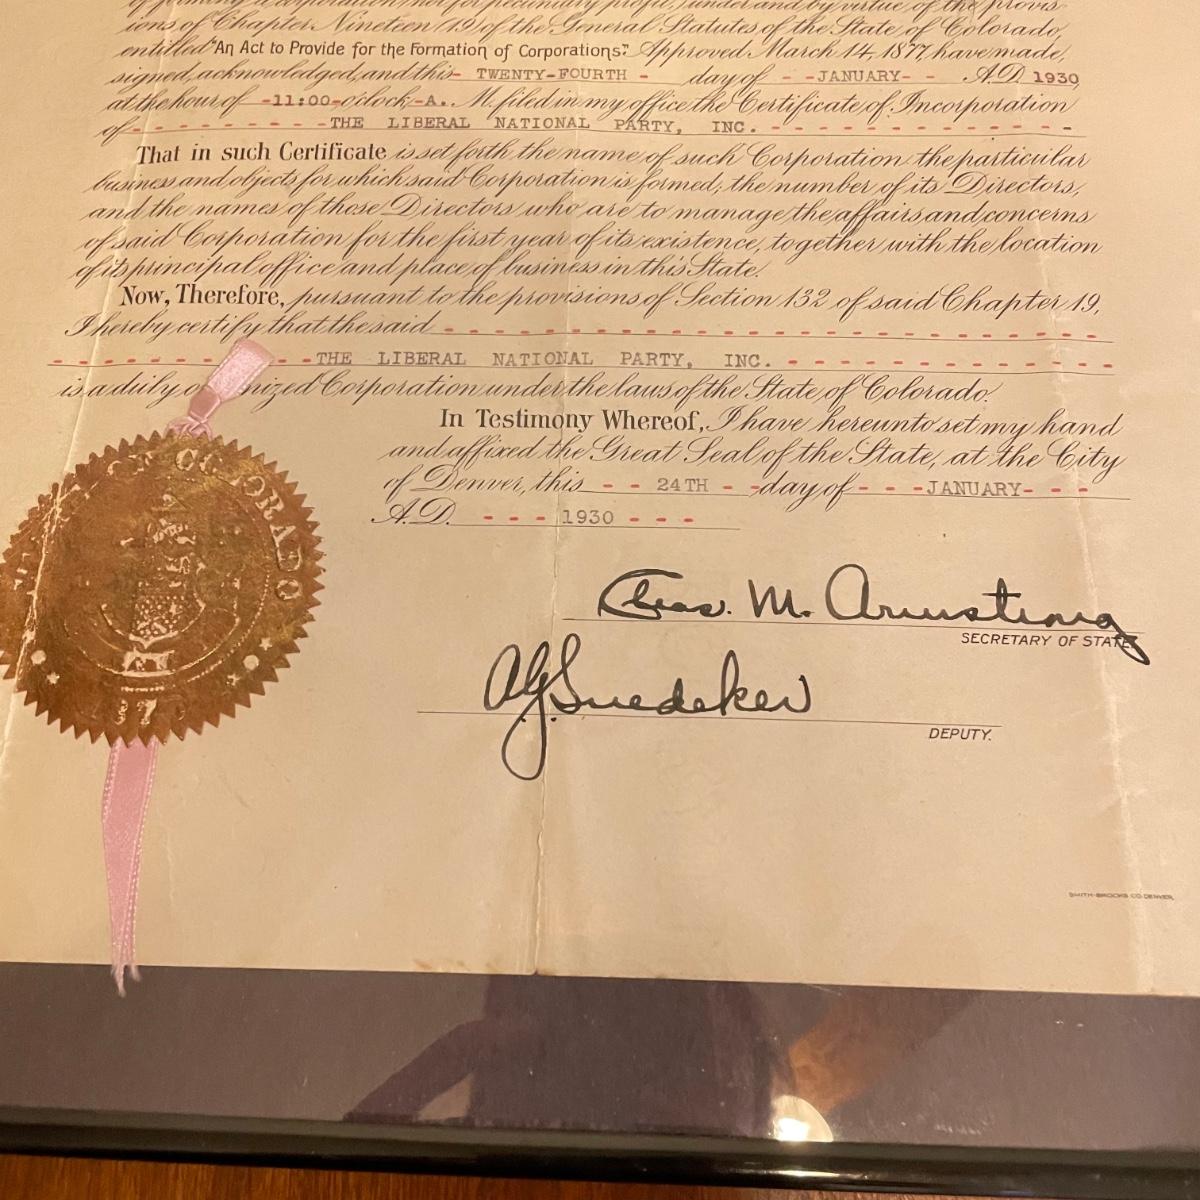 of forming a corporation, not for pecuniary profit, under and by virtue of the provis-
ions of Chapter Nineteen (19) of the General Statutes of the State of Colorado,
entitled "An Act to Provide for the Formation of Corporations." Approved March 14, 1877, have made,
signed, acknowledged, and this - TWENTY-FOURTH - day of - - JANUARY - - A.D. 1930,
at the hour of - 11:00 - o'clock, - A. M. filed in my office the Certificate of Incorporation
of - - - - - - - - - - THE LIBERAL NATIONAL PARTY, INC. - - - - - - - - - - - - - -
That in such Certificate is set forth the name of such Corporation, the particular
business and objects for which said Corporation is formed; the number of its Directors,
and the names of those Directors who are to manage the affairs and concerns
of said Corporation for the first year of its existence, together with the location
of its principal office and place of business in this State.
Now, Therefore, pursuant to the provisions of Section 132 of said Chapter 19,
I hereby certify that the said - - - - - - - - - - - - - - - - - - - - - - - - - - - - - -
- - - - - - - - - - - THE LIBERAL NATIONAL PARTY, INC. - - - - - - - - - - - - - - -
is a duly o nized Corporation under the laws of the State of Colorado.
In Testimony Whereof, I have hereunto set my hand
and affixed the Great Seal of the State, at the City
of Denver, this - - 24TH - - day of - - - JANUARY - - -
A.D. - - - 1930 - - -
OF COLORADO
Chas. M. Armstrong
SECRETARY OF STATE.
A.G. Snedeker
DEPUTY.
SMITH-BROOKS CO. DENVER,